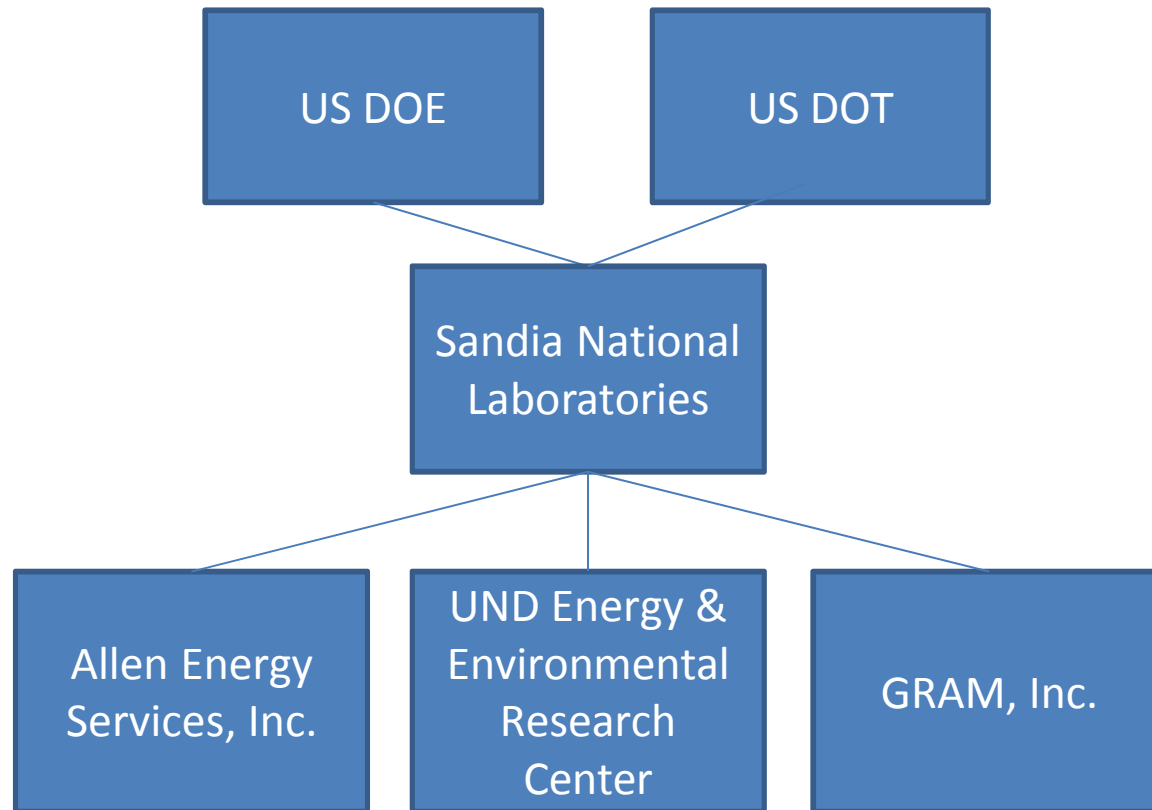 US DOE
US DOT
Sandia National
Laboratories
Allen Energy
Services, Inc.
UND Energy &
Environmental
Research
Center
GRAM, Inc.